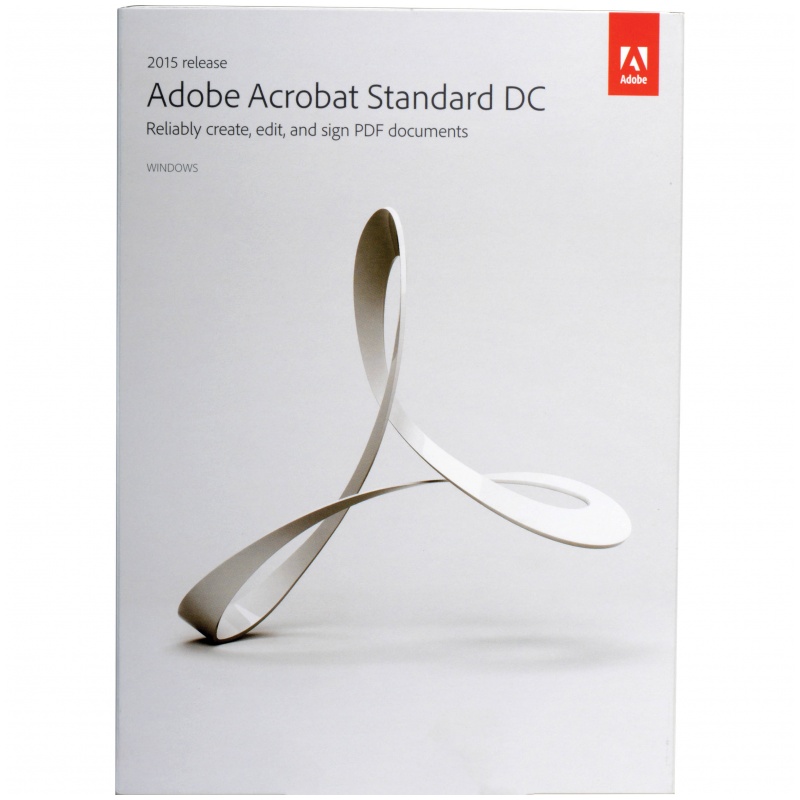 2015 release
Adobe Acrobat Standard DC
Reliably create, edit, and sign PDF documents
WINDOWS
Adobe